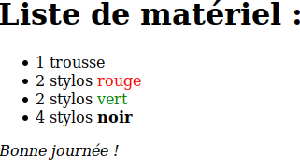 Liste de matériel :
• 1 trousse
• 2 stylos rouge
• 2 stylos vert
• 4 stylos noir
Bonne journée !